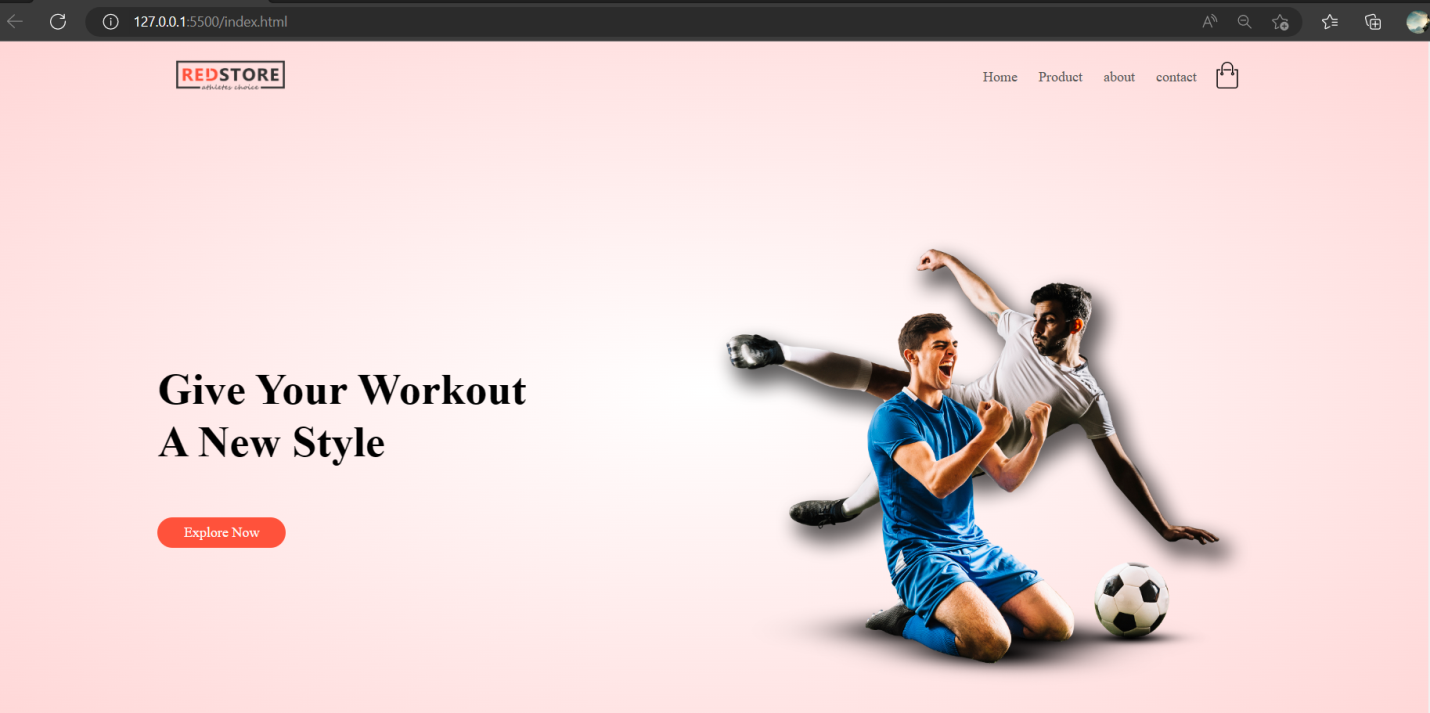 127.0.0.1:5500/index.html
REDSTORE
athletes choice
Home Product about contact
Give Your Workout
A New Style
Explore Now